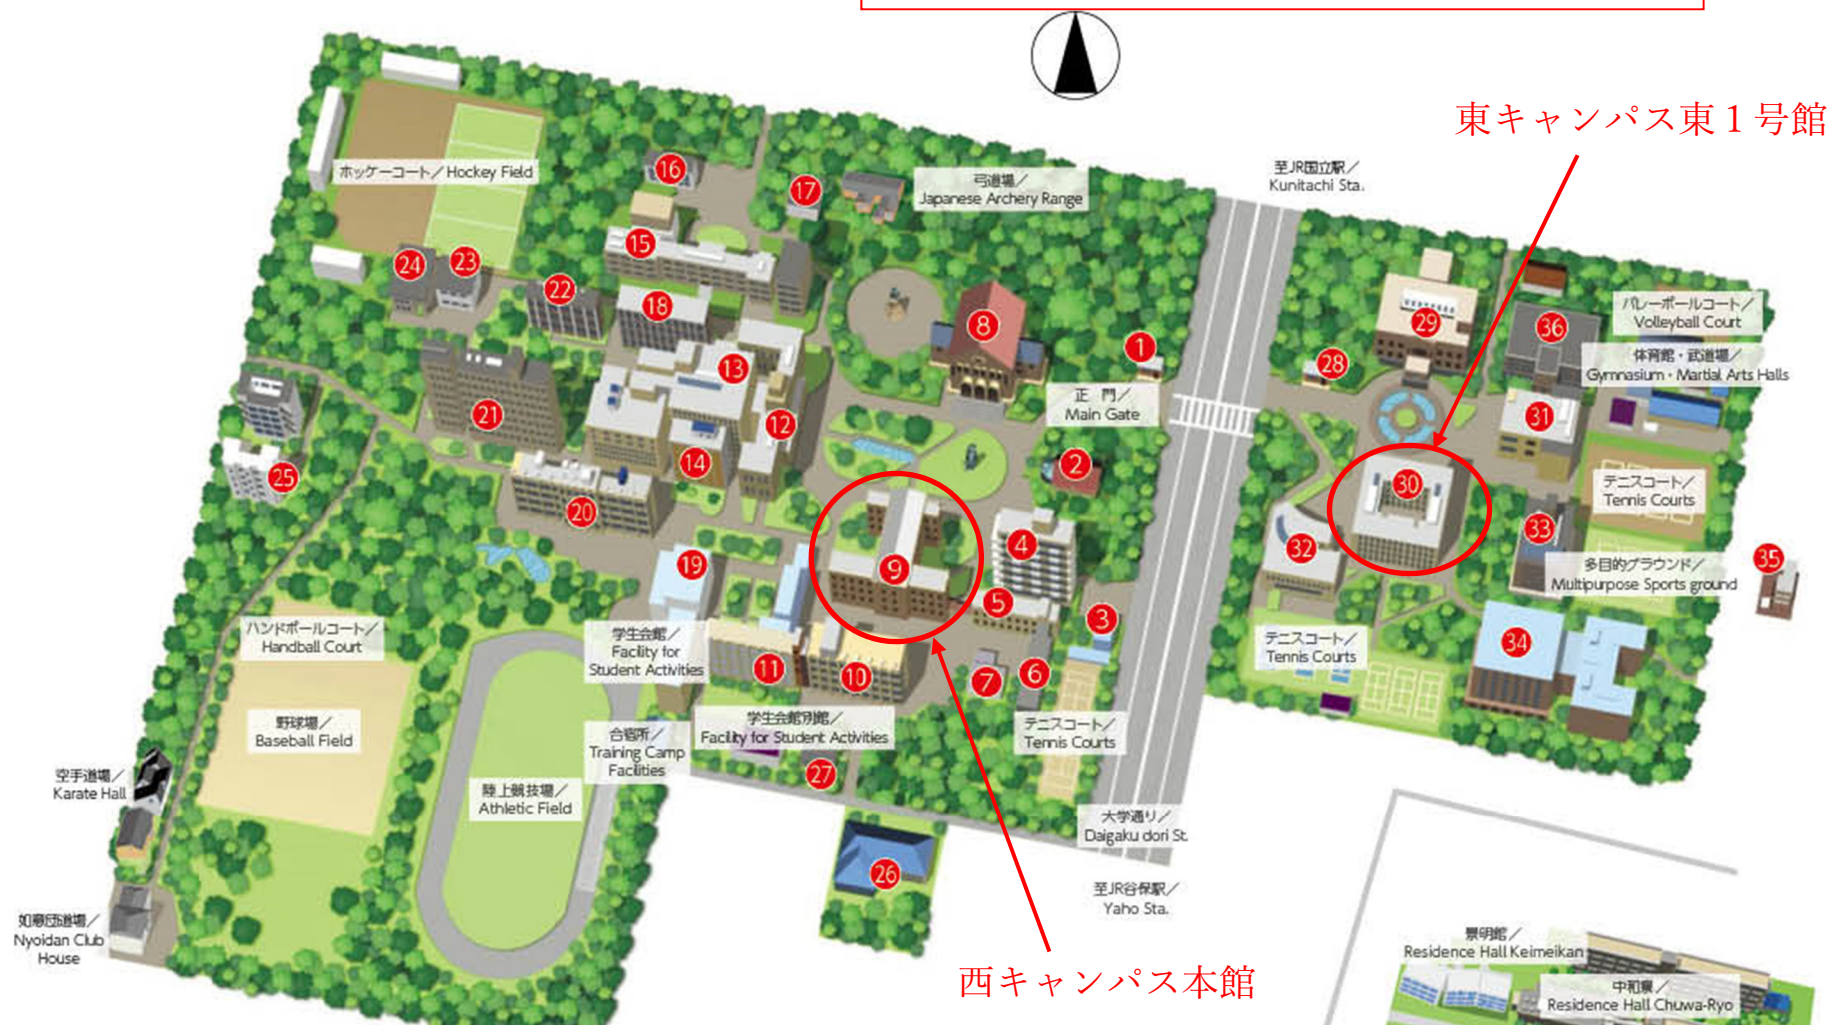 東キャンパス東１号館
至JR国立駅／
Kunitachi Sta.
ホッケーコート／Hockey Field
16
17
弓道場／
Japanese Archery Range
15
24
23
22
18
8
1
28
29
36
バレーボールコート／
Volleyball Court
体育館・武道場／
Gymnasium・Martial Arts Halls
13
正　門／
Main Gate
21
12
31
14
2
25
20
30
テニスコート／
Tennis Courts
33
4
32
19
9
35
多目的グラウンド／
Multipurpose Sports ground
5
3
ハンドボールコート／
Handball Court
学生会館／
Facility for
Student Activities
テニスコート／
Tennis Courts
34
11
10
7
6
野球場／
Baseball Field
合宿所／
Training Camp
Facilities
学生会館別館／
Facility for Student Activities
テニスコート／
Tennis Courts
空手道場／
Karate Hall
27
陸上競技場／
Athletic Field
大学通り／
Daigaku dori St.
26
至JR谷保駅／
Yaho Sta.
如意団道場／
Nyoidan Club
House
西キャンパス本館
景明館／
Residence Hall Keimeikan
中和寮／
Residence Hall Chuwa-Ryo